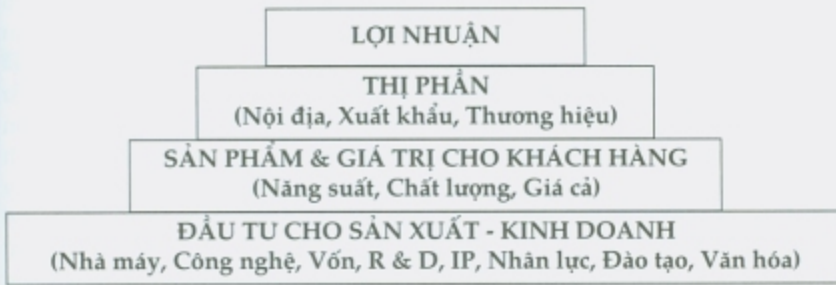 LỢI NHUẬN
THỊ PHẦN
(Nội địa, Xuất khẩu, Thương hiệu)
SẢN PHẨM & GIÁ TRỊ CHO KHÁCH HÀNG
(Năng suất, Chất lượng, Giá cả)
ĐẦU TƯ CHO SẢN XUẤT - KINH DOANH
(Nhà máy, Công nghệ, Vốn, R & D, IP, Nhân lực, Đào tạo, Văn hóa)